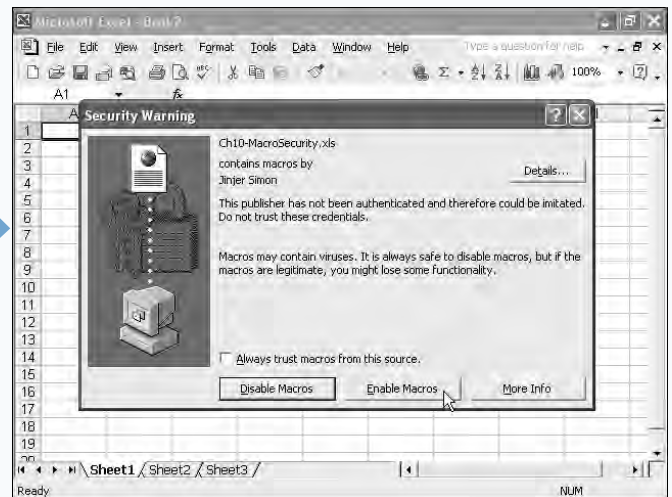 Microsoft Excel - Book2
File Edit View Insert Format Tools Data Window Help Type a question for help
100%
A1 fx
A
Security Warning
1
2
3
4
5
6
7
8
9
10
11
12
13
14
15
16
17
18
19
20
Ch10-MacroSecurity.xls
contains macros by
Jinjer Simon
Details...
This publisher has not been authenticated and therefore could be imitated.
Do not trust these credentials.
Macros may contain viruses. It is always safe to disable macros, but if the
macros are legitimate, you might lose some functionality.
Always trust macros from this source.
Disable Macros Enable Macros More Info
Sheet1 Sheet2 Sheet3
Ready NUM